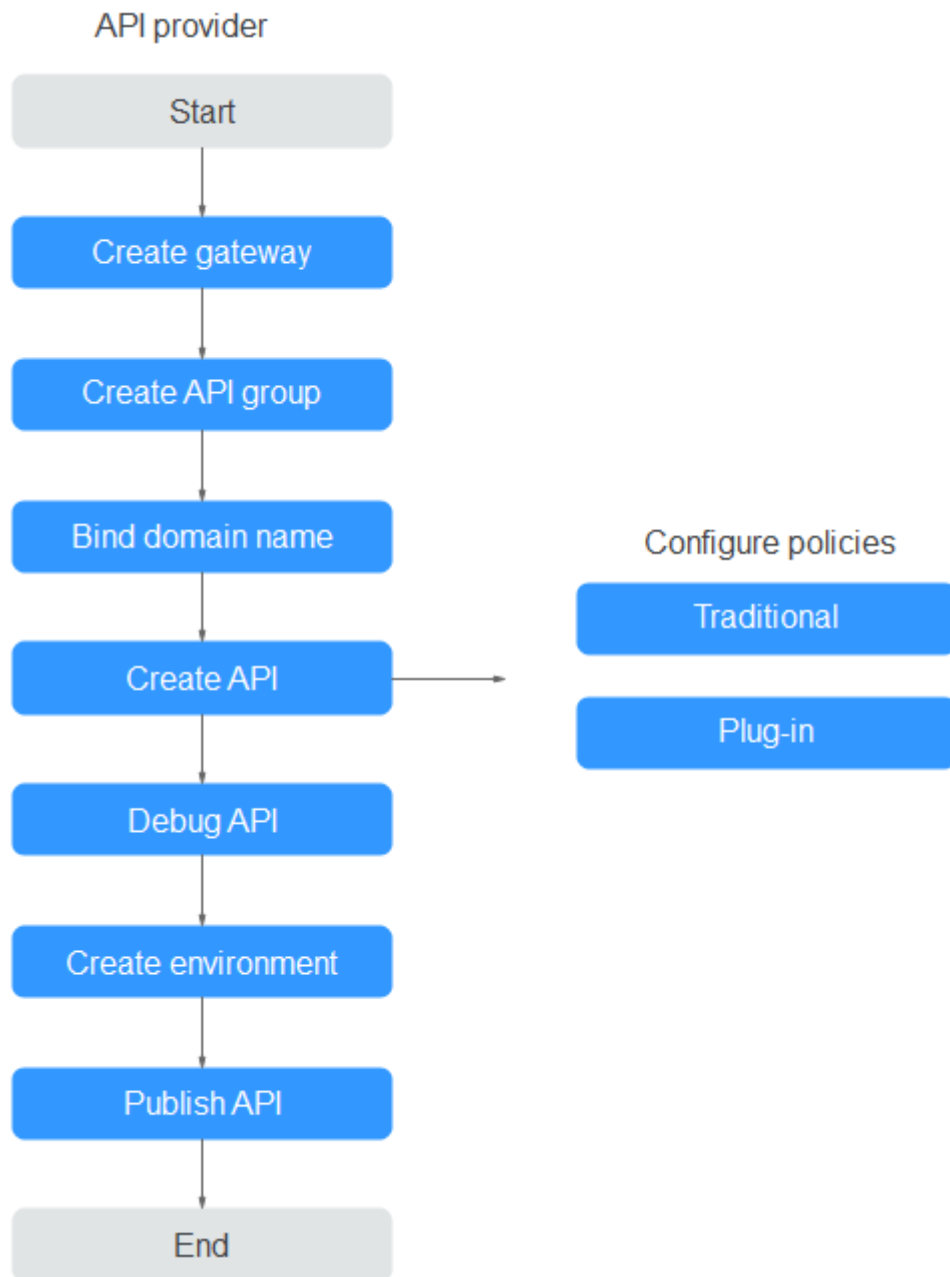 API provider
Start
Create gateway
Create API group
Bind domain name
Configure policies
Traditional
Create API
Plug-in
Debug API
Create environment
Publish API
End